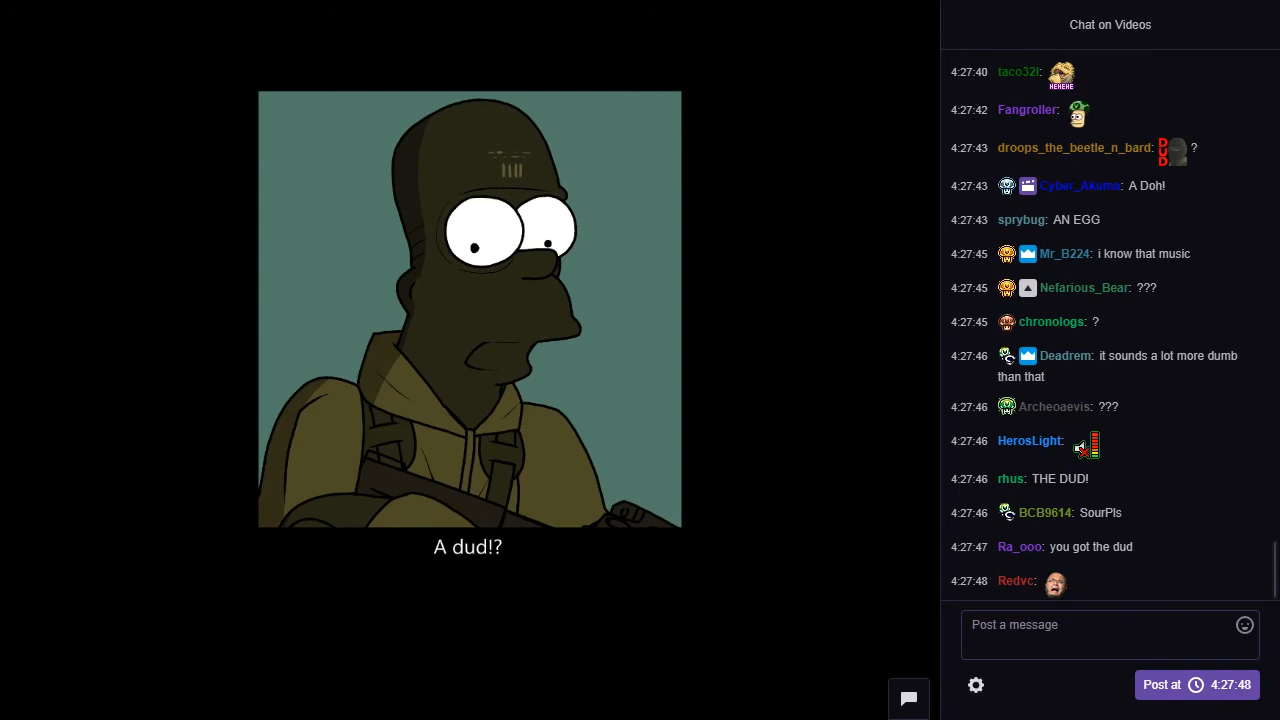 A dud!?
Chat on Videos
4:27:40 taco32l:
HEHEHE
4:27:42 Fangroller:
4:27:43 droops_the_beetle_n_bard: DUD ?
4:27:43 Cyber_Akuma: A Doh!
4:27:43 sprybug: AN EGG
4:27:45 Mr_B224: i know that music
4:27:45 Nefarious_Bear: ???
4:27:45 chronologs: ?
4:27:46 Deadrem: it sounds a lot more dumb
than that
4:27:46 Archeoaevis: ???
4:27:46 HerosLight:
4:27:46 rhus: THE DUD!
4:27:46 BCB9614: SourPls
4:27:47 Ra_ooo: you got the dud
4:27:48 Redvc:
Post a message
Post at 4:27:48